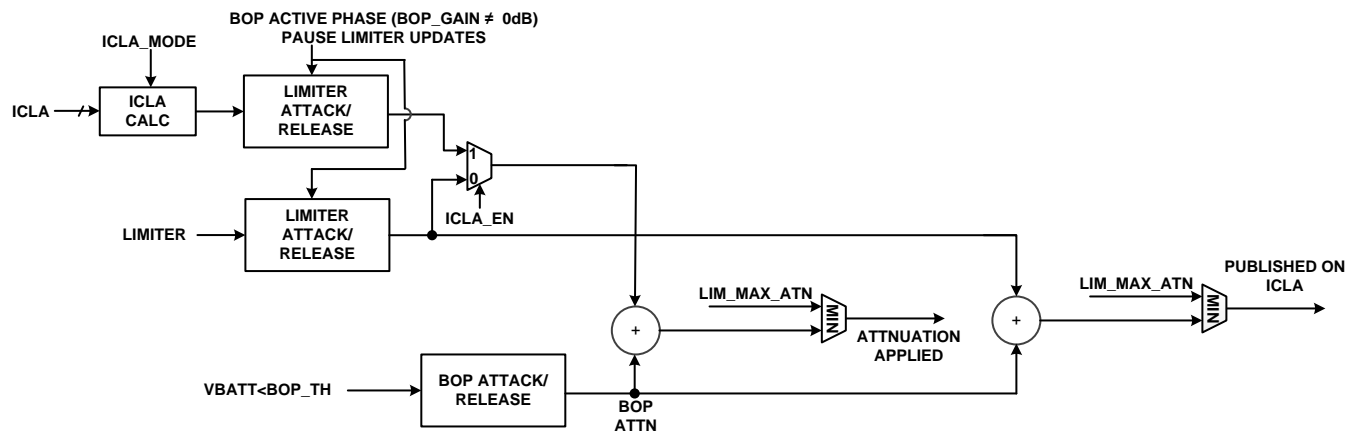 BOP ACTIVE PHASE (BOP_GAIN ≠ 0dB)
PAUSE LIMITER UPDATES
ICLA_MODE
ICLA
ICLA
CALC
LIMITER
ATTACK/
RELEASE
1
0
ICLA_EN
LIMITER
LIMITER
ATTACK/
RELEASE
LIM_MAX_ATN
MIN
+
ATTNUATION
APPLIED
LIM_MAX_ATN
MIN
+
PUBLISHED ON
ICLA
VBATT<BOP_TH
BOP ATTACK/
RELEASE
BOP
ATTN